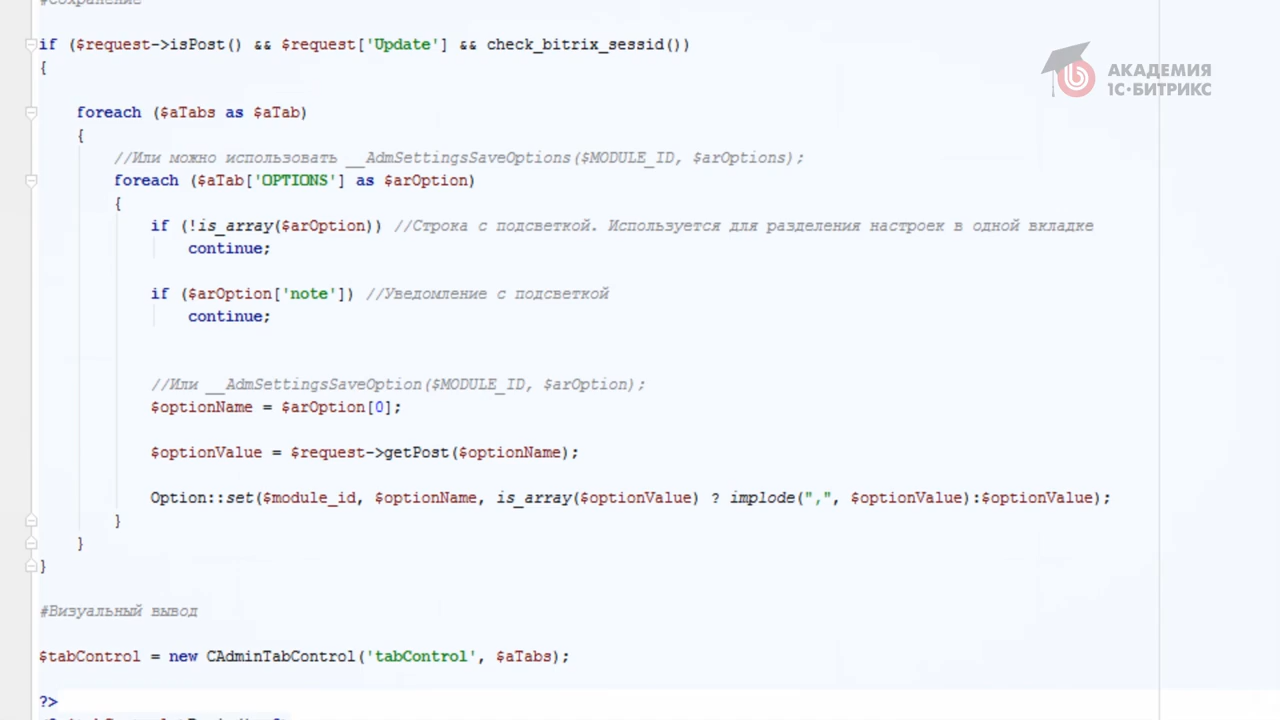 #сохранение
if ($request->isPost() && $request['Update'] && check_bitrix_sessid())
{
АКАДЕМИЯ
1С·БИТРИКС
foreach ($aTabs as $aTab)
{
//Или можно использовать __AdmSettingsSaveOptions($MODULE_ID, $arOptions);
foreach ($aTab['OPTIONS'] as $arOption)
{
if (!is_array($arOption)) //Строка с подсветкой. Используется для разделения настроек в одной вкладке
continue;
if ($arOption['note']) //Уведомление с подсветкой
continue;
//Или __AdmSettingsSaveOption($MODULE_ID, $arOption);
$optionName = $arOption[0];
$optionValue = $request->getPost($optionName);
Option::set($module_id, $optionName, is_array($optionValue) ? implode(",", $optionValue):$optionValue);
}
}
}
#Визуальный вывод
$tabControl = new CAdminTabControl('tabControl', $aTabs);
?>